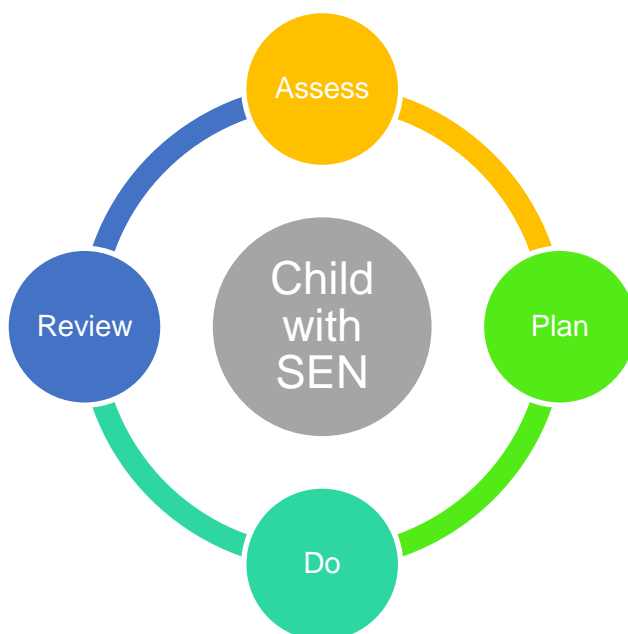 Assess
Plan
Child
with
SEN
Review
Do